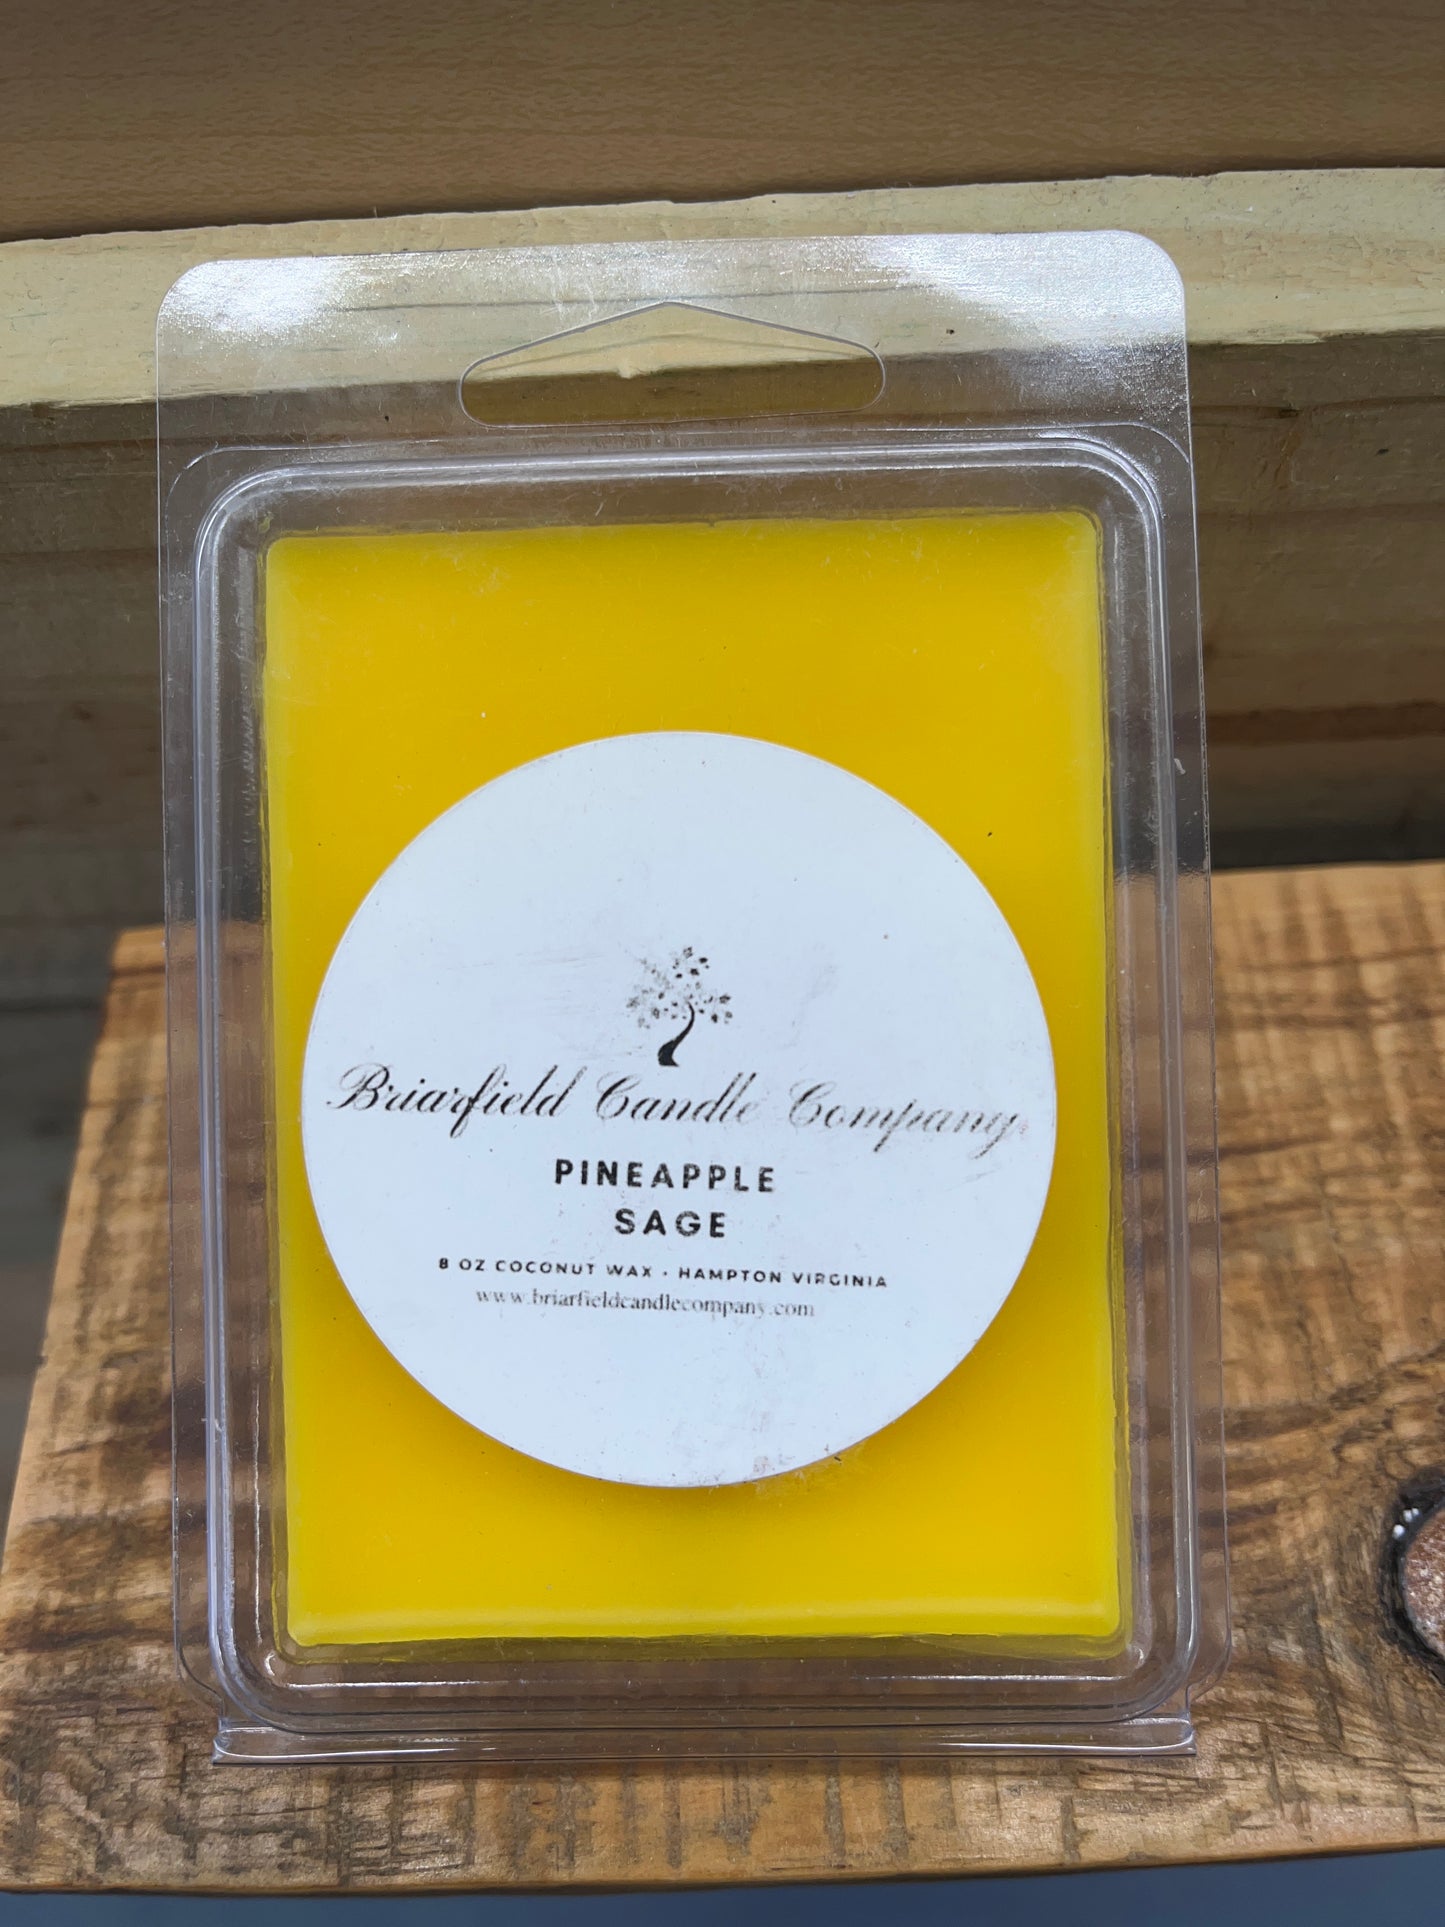 Briarfield Candle Company
PINEAPPLE
SAGE
8 OZ COCONUT WAX • HAMPTON VIRGINIA
www.briarfieldcandlecompany.com